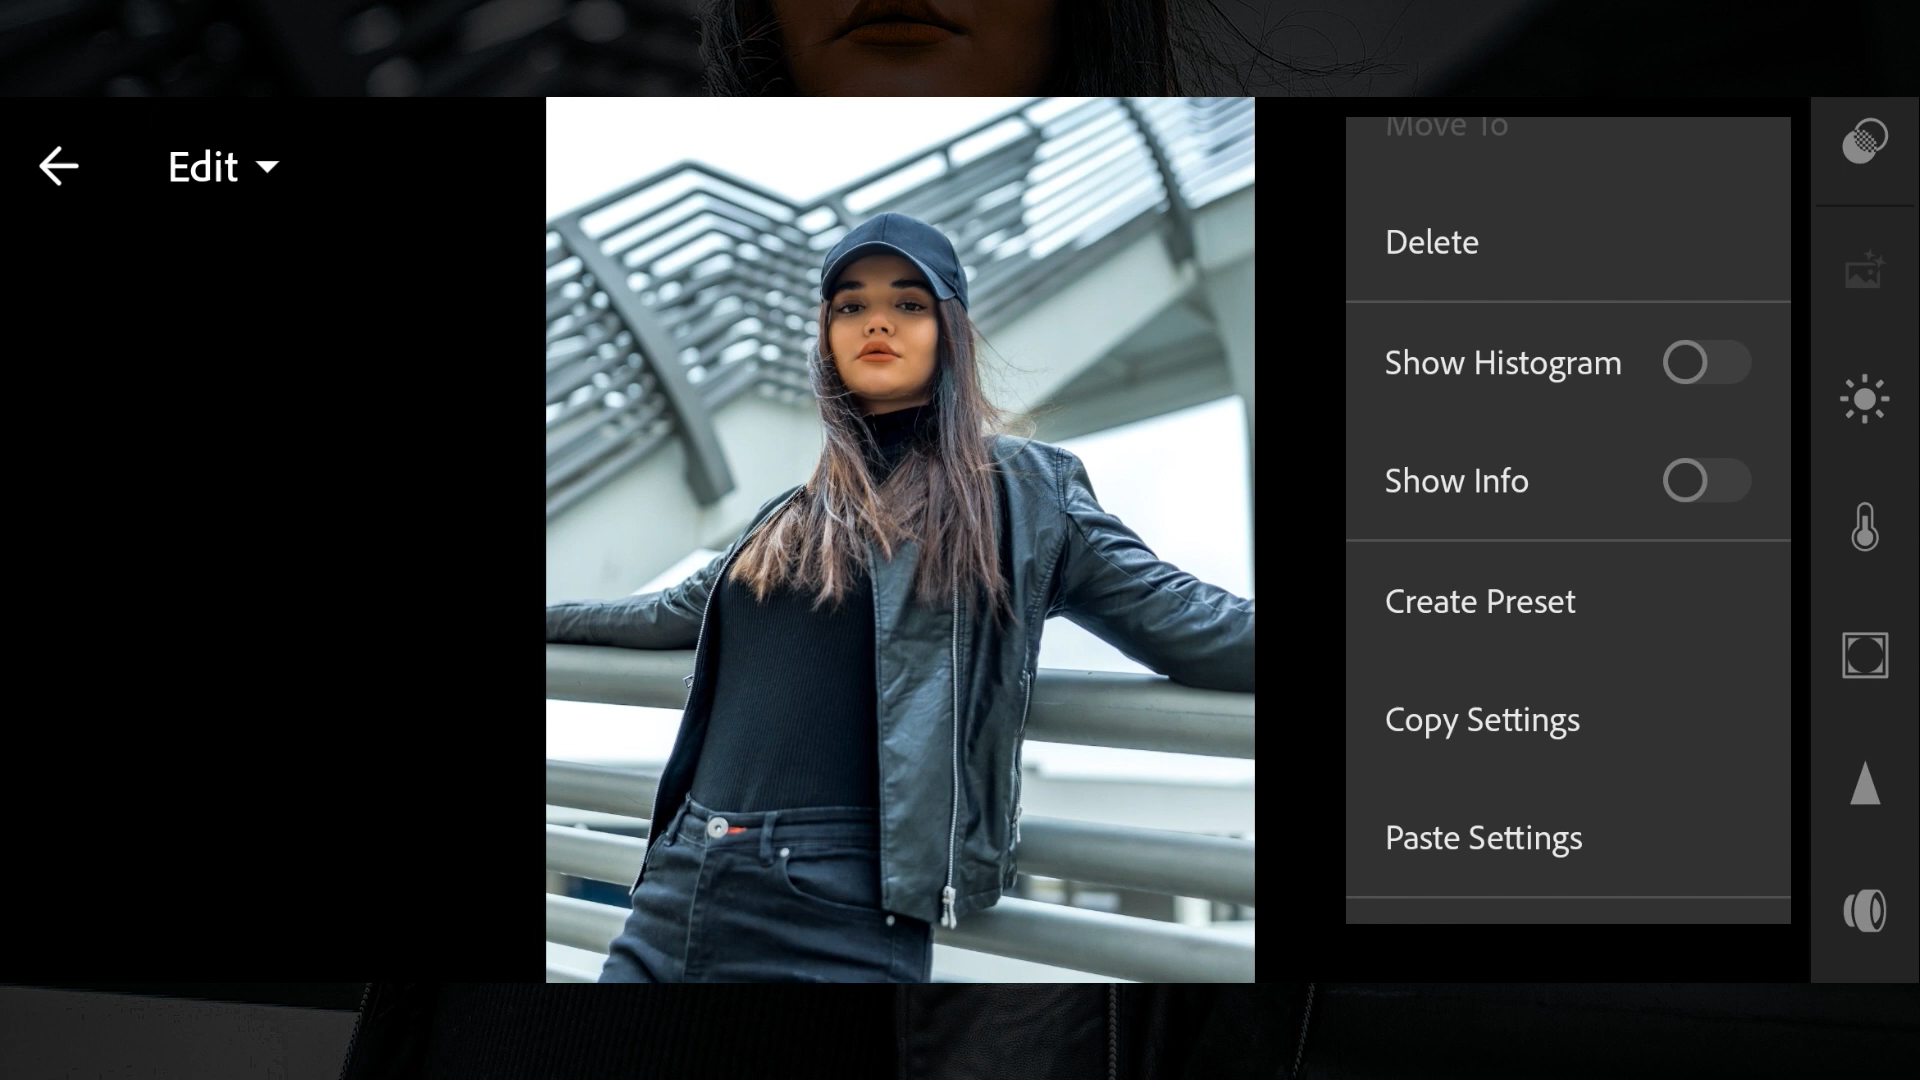 Edit
Move To
Delete
Show Histogram
Show Info
Create Preset
Copy Settings
Paste Settings